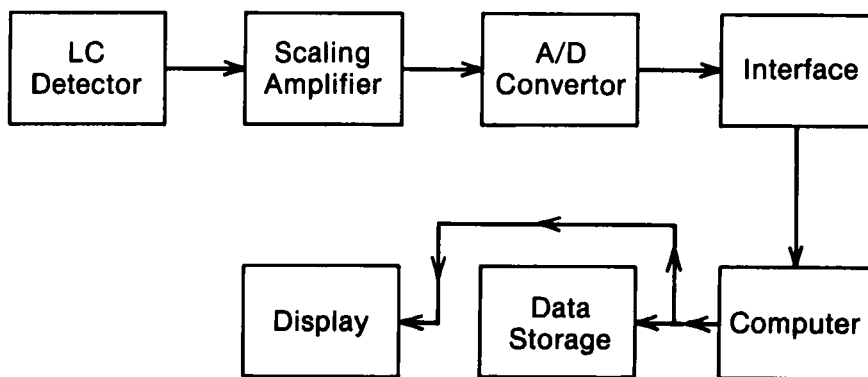 LC
Detector
Scaling
Amplifier
A/D
Convertor
Interface
Display
Data
Storage
Computer